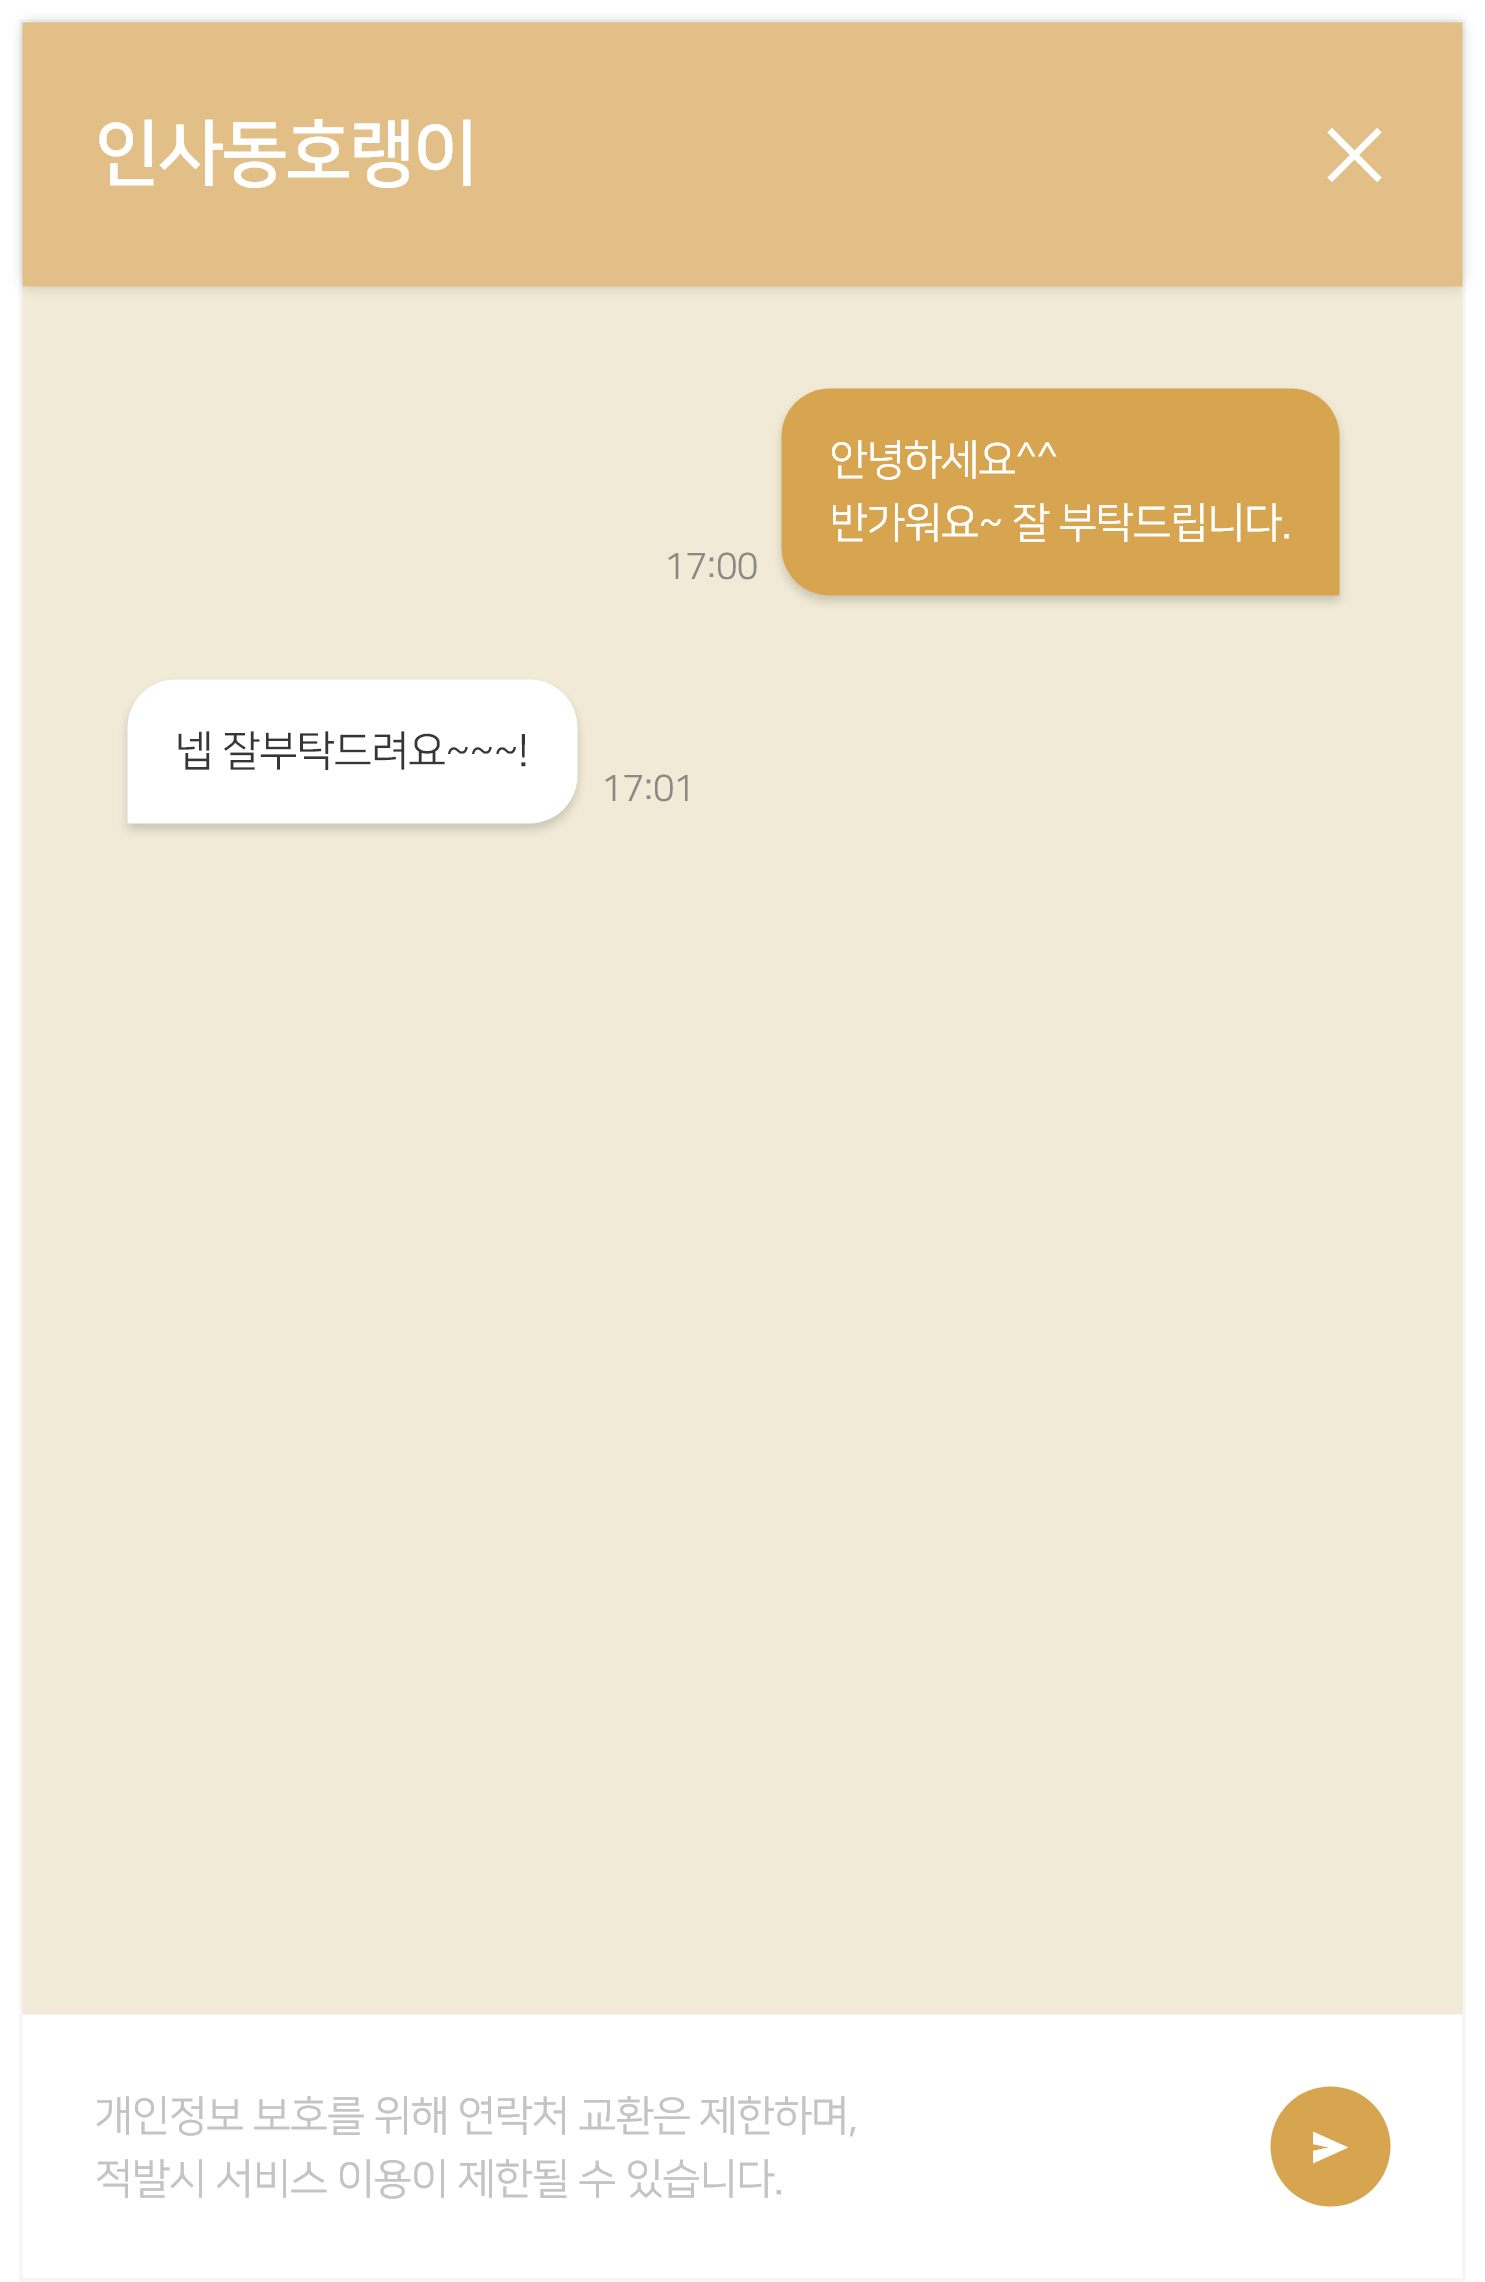 인사동호랭이
안녕하세요^^
반가워요~ 잘 부탁드립니다.
17:00
넵 잘부탁드려요~~~!
17:01
개인정보 보호를 위해 연락처 교환은 제한하며,
적발시 서비스 이용이 제한될 수 있습니다.